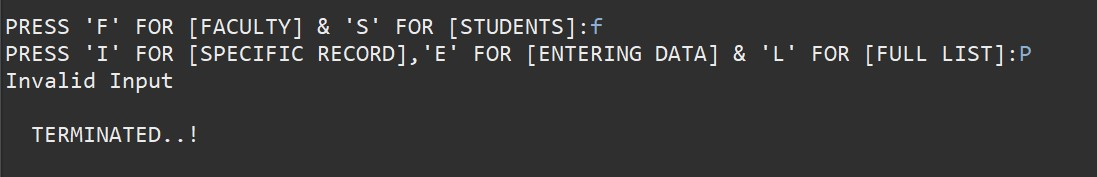 PRESS 'F' FOR [FACULTY] & 'S' FOR [STUDENTS]:f
PRESS 'I' FOR [SPECIFIC RECORD],'E' FOR [ENTERING DATA] & 'L' FOR [FULL LIST]:P
Invalid Input
TERMINATED..!